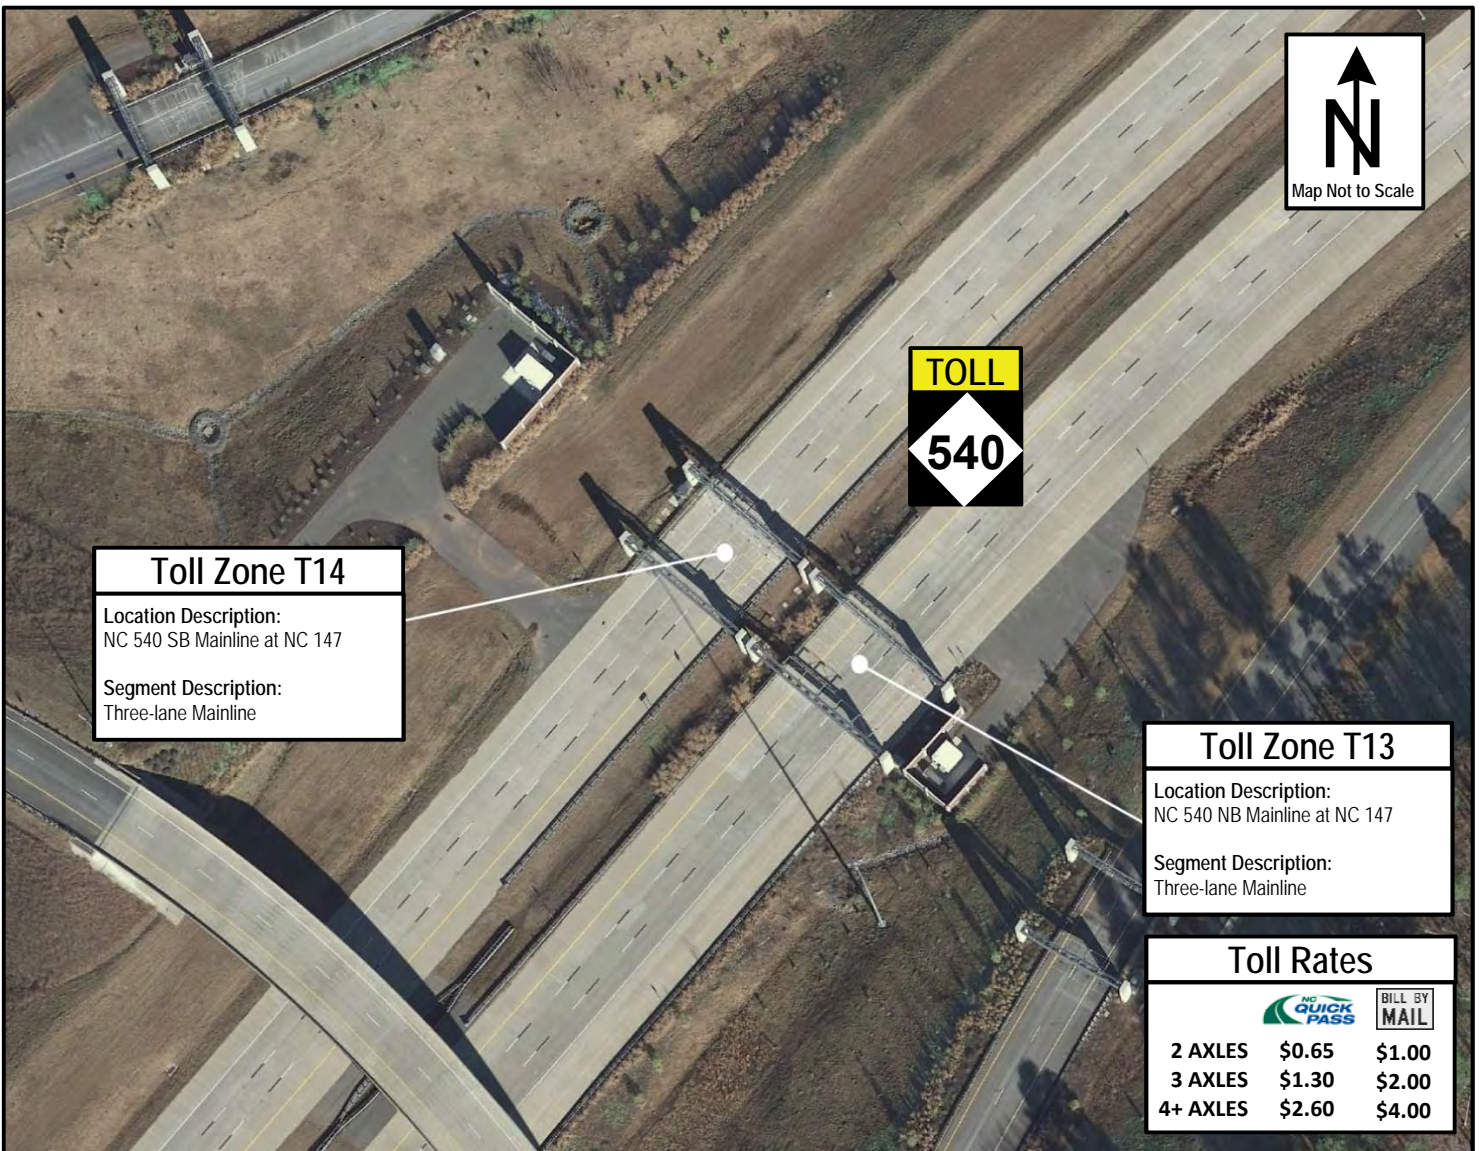 N
Map Not to Scale
TOLL
540
Toll Zone T14
Location Description:
NC 540 SB Mainline at NC 147
Segment Description:
Three-lane Mainline
Toll Zone T13
Location Description:
NC 540 NB Mainline at NC 147
Segment Description:
Three-lane Mainline
Toll Rates
NC QUICK PASS
BILL BY MAIL
2 AXLES $0.65 $1.00
3 AXLES $1.30 $2.00
4+ AXLES $2.60 $4.00